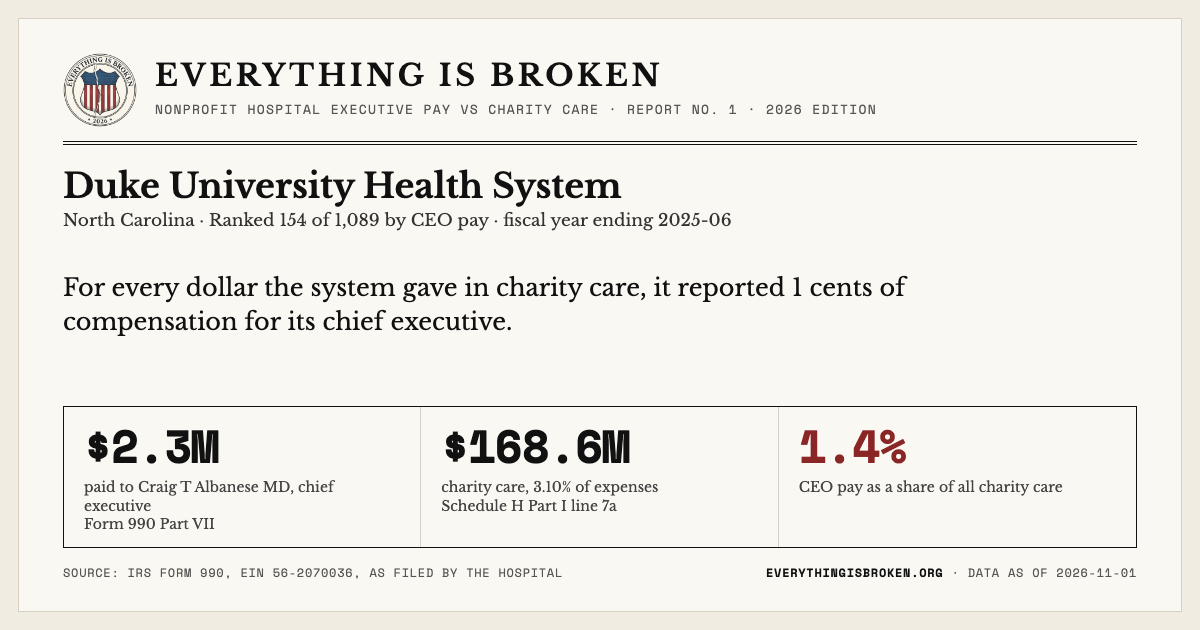 EVERYTHING IS BROKEN
· 2026 ·
EVERYTHING IS BROKEN
NONPROFIT HOSPITAL EXECUTIVE PAY VS CHARITY CARE · REPORT NO. 1 · 2026 EDITION
Duke University Health System
North Carolina · Ranked 154 of 1,089 by CEO pay · fiscal year ending 2025-06
For every dollar the system gave in charity care, it reported 1 cents of
compensation for its chief executive.
$2.3M
paid to Craig T Albanese MD, chief
executive
Form 990 Part VII
$168.6M
charity care, 3.10% of expenses
Schedule H Part I line 7a
1.4%
CEO pay as a share of all charity care
SOURCE: IRS FORM 990, EIN 56-2070036, AS FILED BY THE HOSPITAL
EVERYTHINGISBROKEN.ORG · DATA AS OF 2026-11-01